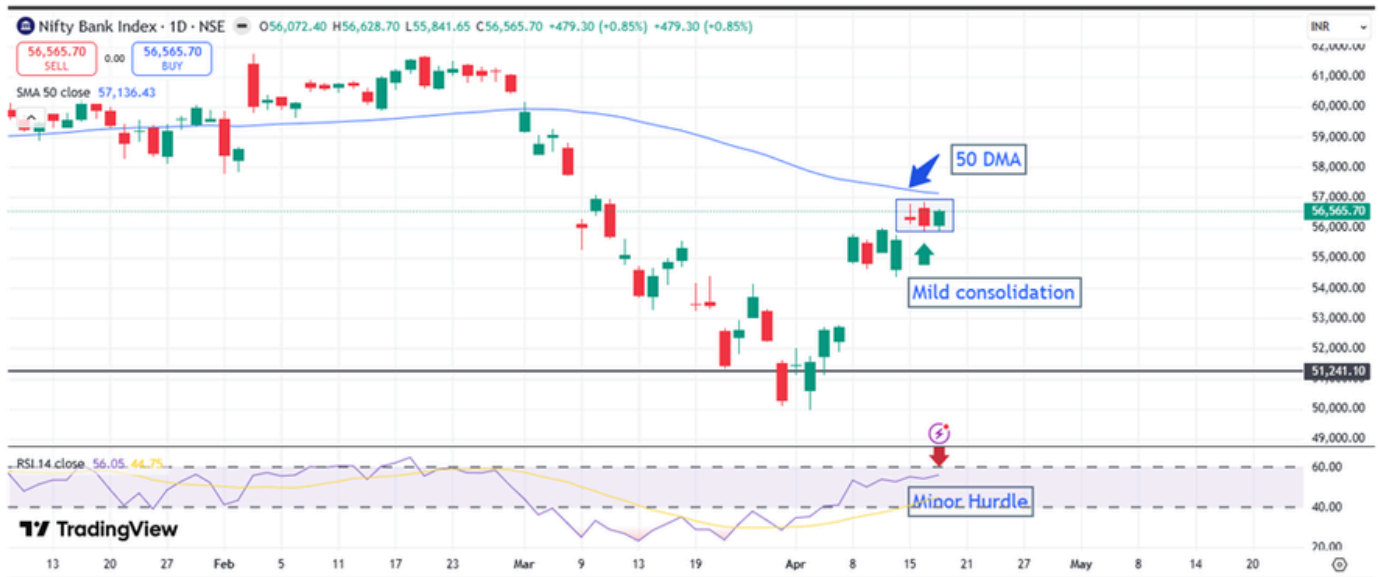 Nifty Bank Index · 1D · NSE O56,072.40 H56,628.70 L55,841.65 C56,565.70 +479.30 (+0.85%) +479.30 (+0.85%)
INR
56,565.70
SELL
0.00
56,565.70
BUY
SMA 50 close 57,136.43
62,000.00
61,000.00
60,000.00
59,000.00
58,000.00
57,000.00
56,565.70
56,000.00
55,000.00
54,000.00
53,000.00
52,000.00
51,241.10
50,000.00
49,000.00
50 DMA
Mild consolidation
RSI 14 close 56.05 44.75
60.00
40.00
20.00
Minor Hurdle
TradingView
13 20 27 Feb 5 11 17 23 Mar 9 13 19 Apr 8 15 21 27 May 8 14 20